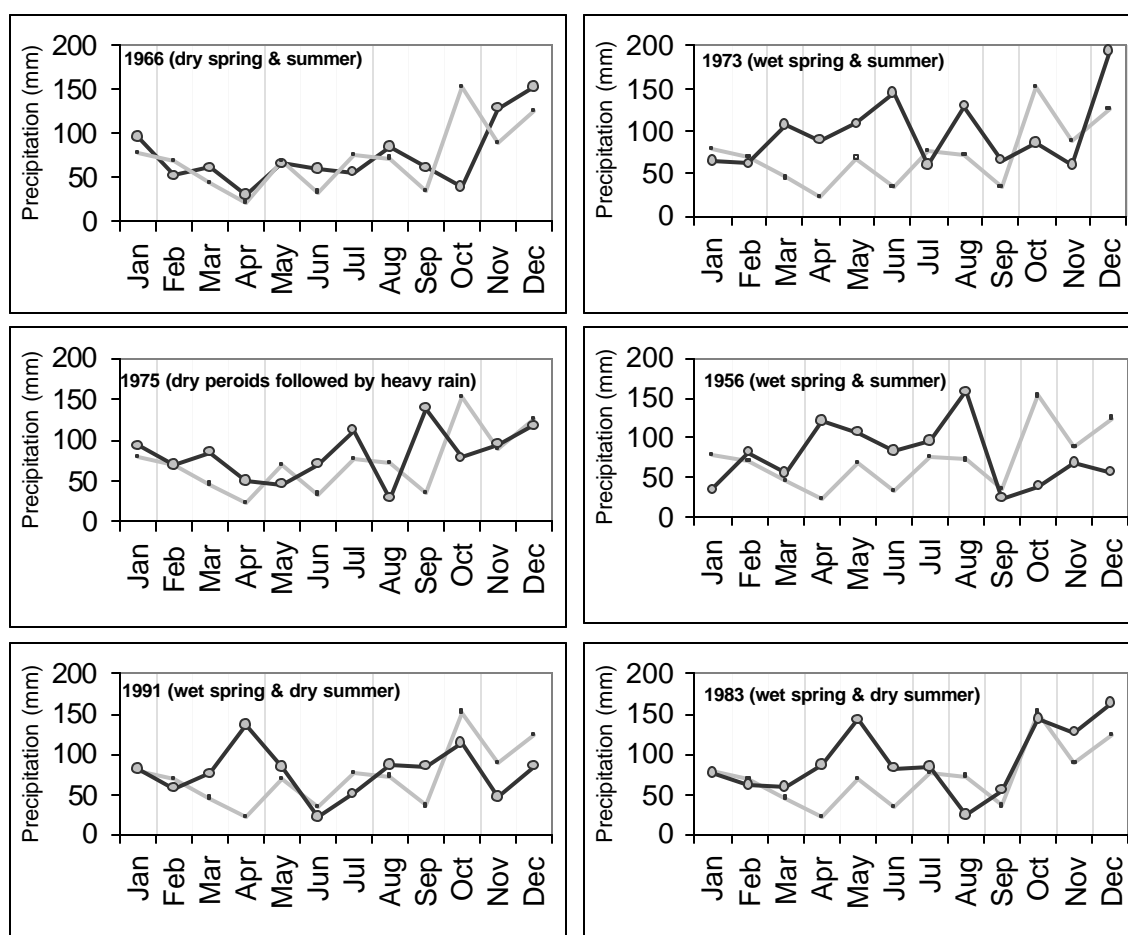 1966 (dry spring & summer)
Precipitation (mm)
200
150
100
50
0
Jan Feb Mar Apr May Jun Jul Aug Sep Oct Nov Dec
1973 (wet spring & summer)
Precipitation (mm)
200
150
100
50
0
Jan Feb Mar Apr May Jun Jul Aug Sep Oct Nov Dec
1975 (dry peroids followed by heavy rain)
Precipitation (mm)
200
150
100
50
0
Jan Feb Mar Apr May Jun Jul Aug Sep Oct Nov Dec
1956 (wet spring & summer)
Precipitation (mm)
200
150
100
50
0
Jan Feb Mar Apr May Jun Jul Aug Sep Oct Nov Dec
1991 (wet spring & dry summer)
Precipitation (mm)
200
150
100
50
0
Jan Feb Mar Apr May Jun Jul Aug Sep Oct Nov Dec
1983 (wet spring & dry summer)
Precipitation (mm)
200
150
100
50
0
Jan Feb Mar Apr May Jun Jul Aug Sep Oct Nov Dec